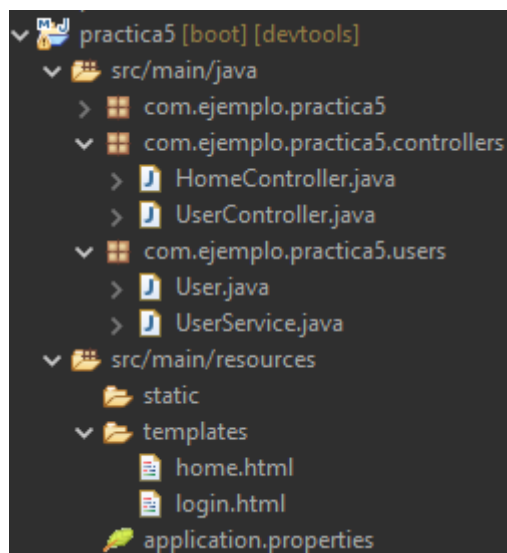 practica5 [boot] [devtools]
src/main/java
com.ejemplo.practica5
com.ejemplo.practica5.controllers
HomeController.java
UserController.java
com.ejemplo.practica5.users
User.java
UserService.java
src/main/resources
static
templates
home.html
login.html
application.properties